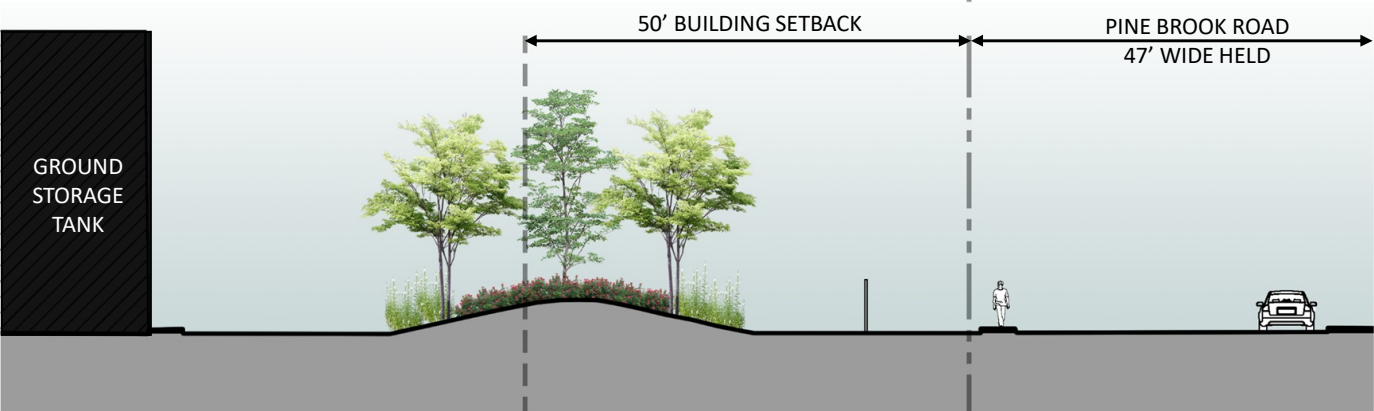 50’ BUILDING SETBACK
PINE BROOK ROAD
47’ WIDE HELD
GROUND
STORAGE
TANK